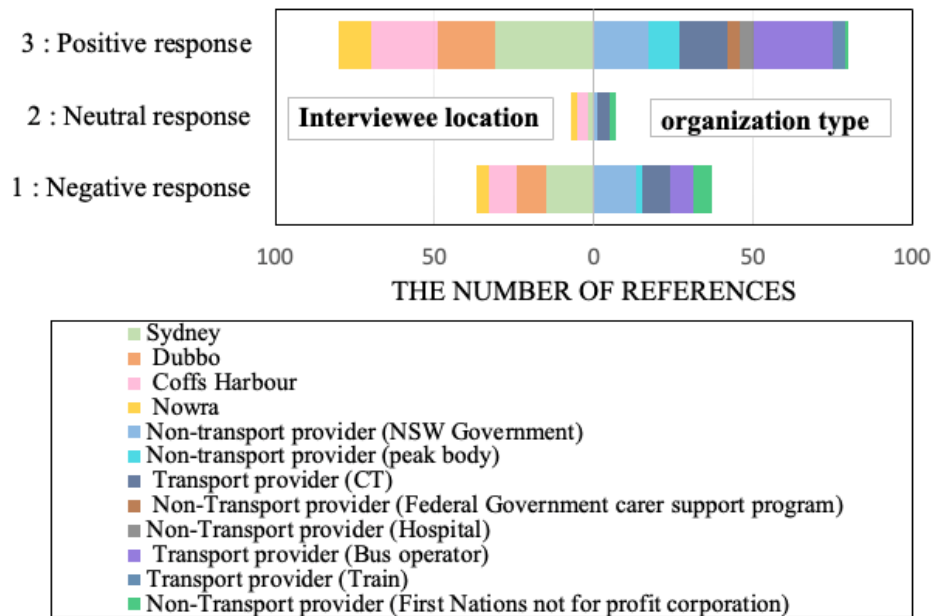 3 : Positive response
2 : Neutral response
Interviewee location
organization type
1 : Negative response
100 50 0 50 100
THE NUMBER OF REFERENCES
Sydney
Dubbo
Coffs Harbour
Nowra
Non-transport provider (NSW Government)
Non-transport provider (peak body)
Transport provider (CT)
Non-Transport provider (Federal Government carer support program)
Non-Transport provider (Hospital)
Transport provider (Bus operator)
Transport provider (Train)
Non-Transport provider (First Nations not for profit corporation)